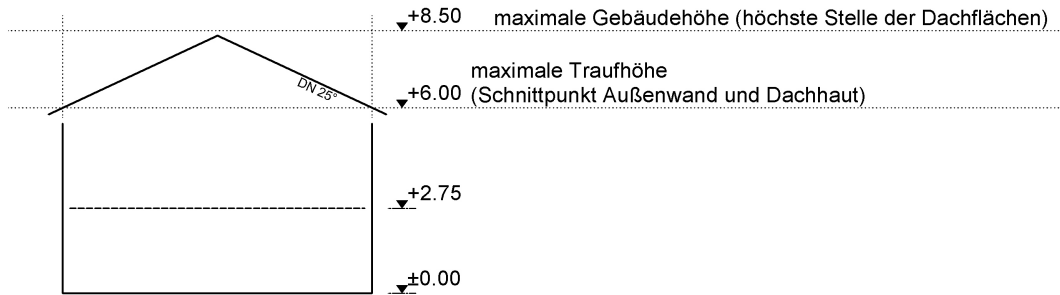 +8.50 maximale Gebäudehöhe (höchste Stelle der Dachflächen)
maximale Traufhöhe
+6.00 (Schnittpunkt Außenwand und Dachhaut)
DN 25°
+2.75
±0.00